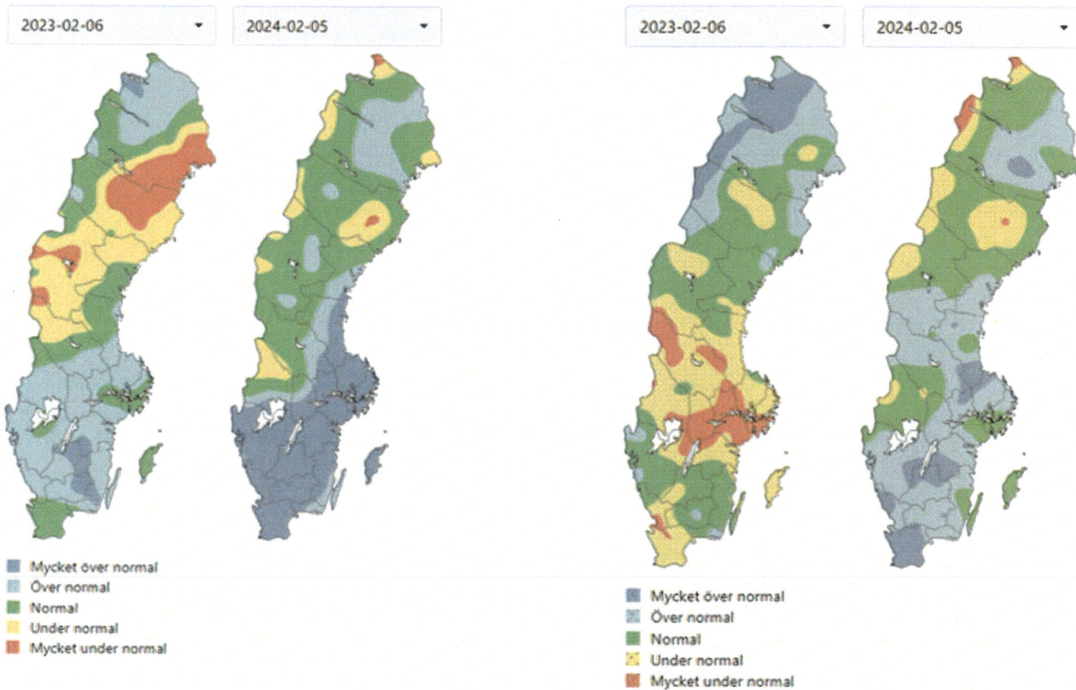 2023-02-06
2024-02-05
2023-02-06
2024-02-05
Mycket över normal
Över normal
Normal
Under normal
Mycket under normal
Mycket över normal
Över normal
Normal
Under normal
Mycket under normal